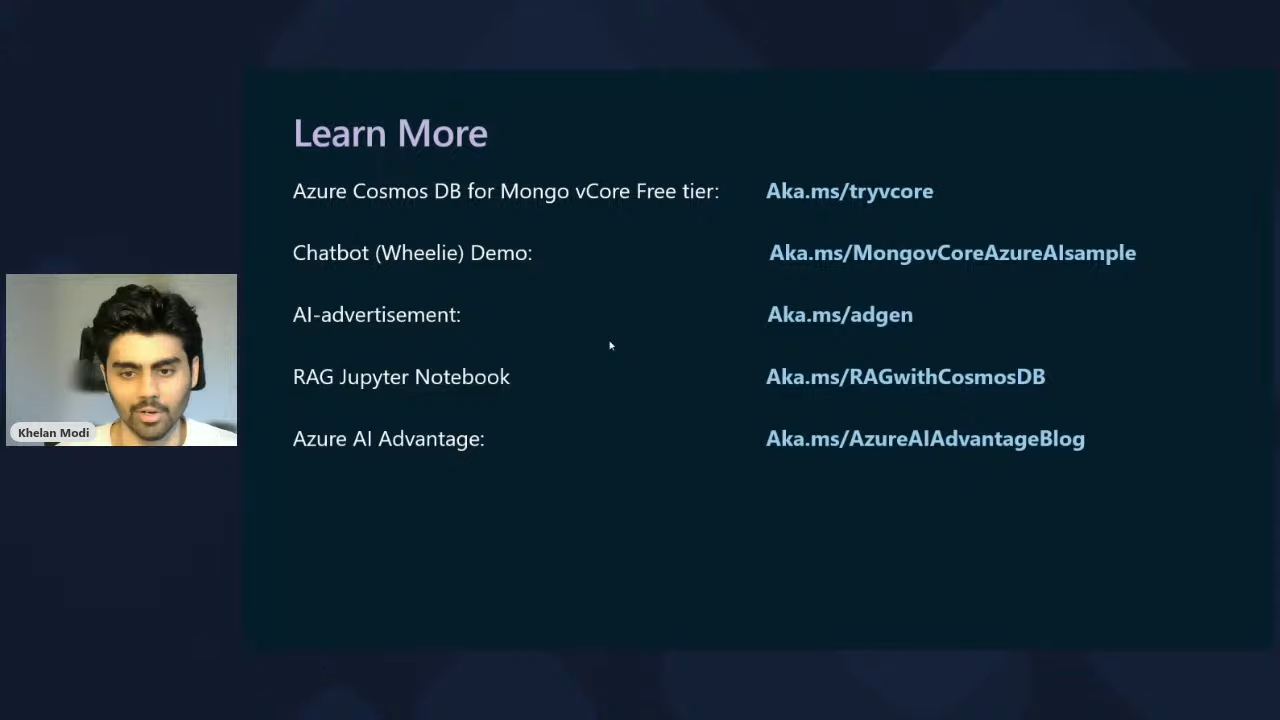 Learn More
Azure Cosmos DB for Mongo vCore Free tier: Aka.ms/tryvcore
Chatbot (Wheelie) Demo: Aka.ms/MongovCoreAzureAIsample
AI-advertisement: Aka.ms/adgen
RAG Jupyter Notebook Aka.ms/RAGwithCosmosDB
Azure AI Advantage: Aka.ms/AzureAIAdvantageBlog
Khelan Modi